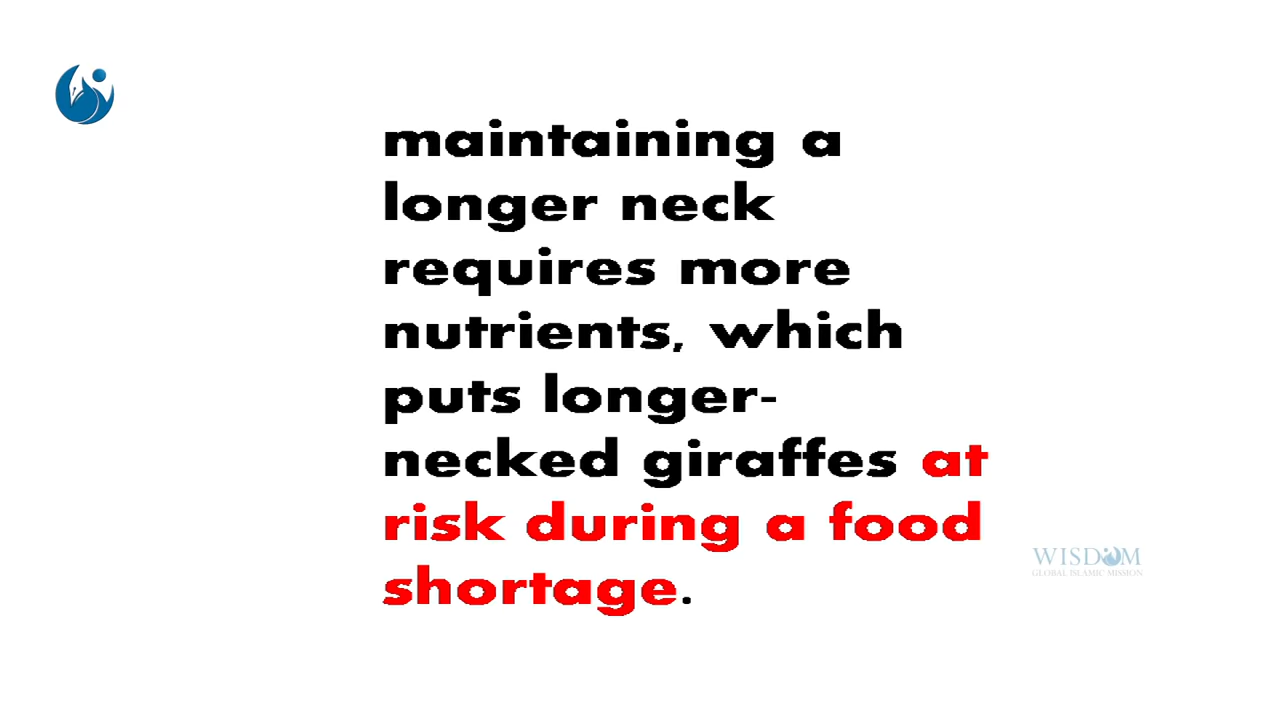 maintaining a
longer neck
requires more
nutrients, which
puts longer-
necked giraffes at
risk during a food
shortage.
WISDOM
GLOBAL ISLAMIC MISSION